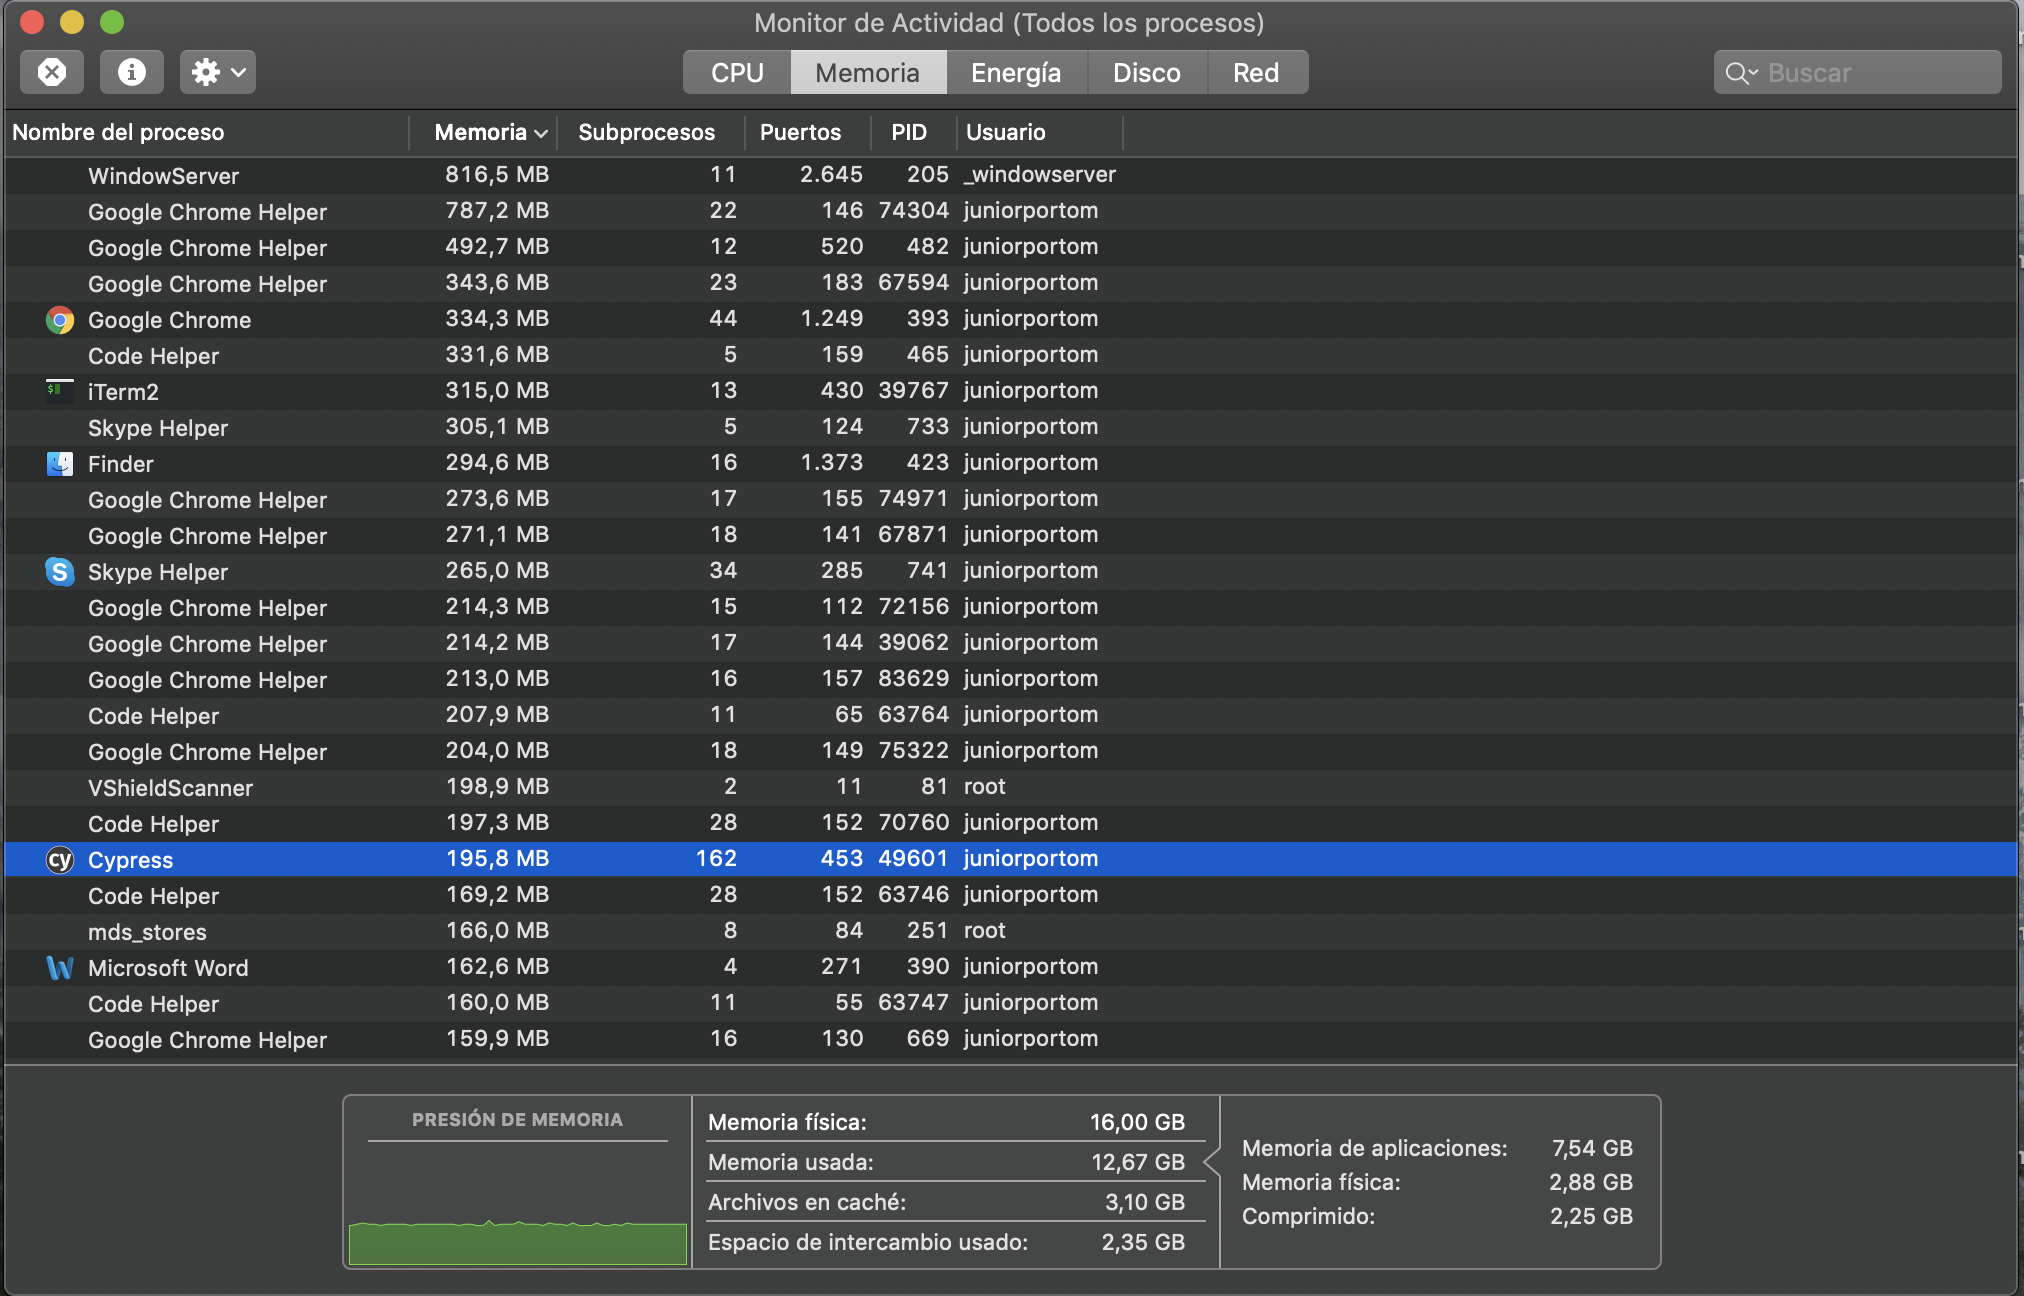 Monitor de Actividad (Todos los procesos)
CPU Memoria Energía Disco Red Buscar
Nombre del proceso Memoria Subprocesos Puertos PID Usuario
WindowServer 816,5 MB 11 2.645 205 _windowserver
Google Chrome Helper 787,2 MB 22 146 74304 juniorportom
Google Chrome Helper 492,7 MB 12 520 482 juniorportom
Google Chrome Helper 343,6 MB 23 183 67594 juniorportom
Google Chrome 334,3 MB 44 1.249 393 juniorportom
Code Helper 331,6 MB 5 159 465 juniorportom
$ iTerm2 315,0 MB 13 430 39767 juniorportom
Skype Helper 305,1 MB 5 124 733 juniorportom
Finder 294,6 MB 16 1.373 423 juniorportom
Google Chrome Helper 273,6 MB 17 155 74971 juniorportom
Google Chrome Helper 271,1 MB 18 141 67871 juniorportom
S Skype Helper 265,0 MB 34 285 741 juniorportom
Google Chrome Helper 214,3 MB 15 112 72156 juniorportom
Google Chrome Helper 214,2 MB 17 144 39062 juniorportom
Google Chrome Helper 213,0 MB 16 157 83629 juniorportom
Code Helper 207,9 MB 11 65 63764 juniorportom
Google Chrome Helper 204,0 MB 18 149 75322 juniorportom
VShieldScanner 198,9 MB 2 11 81 root
Code Helper 197,3 MB 28 152 70760 juniorportom
cy Cypress 195,8 MB 162 453 49601 juniorportom
Code Helper 169,2 MB 28 152 63746 juniorportom
mds_stores 166,0 MB 8 84 251 root
W Microsoft Word 162,6 MB 4 271 390 juniorportom
Code Helper 160,0 MB 11 55 63747 juniorportom
Google Chrome Helper 159,9 MB 16 130 669 juniorportom
PRESIÓN DE MEMORIA
Memoria física: 16,00 GB
Memoria usada: 12,67 GB
Archivos en caché: 3,10 GB
Espacio de intercambio usado: 2,35 GB
Memoria de aplicaciones: 7,54 GB
Memoria física: 2,88 GB
Comprimido: 2,25 GB